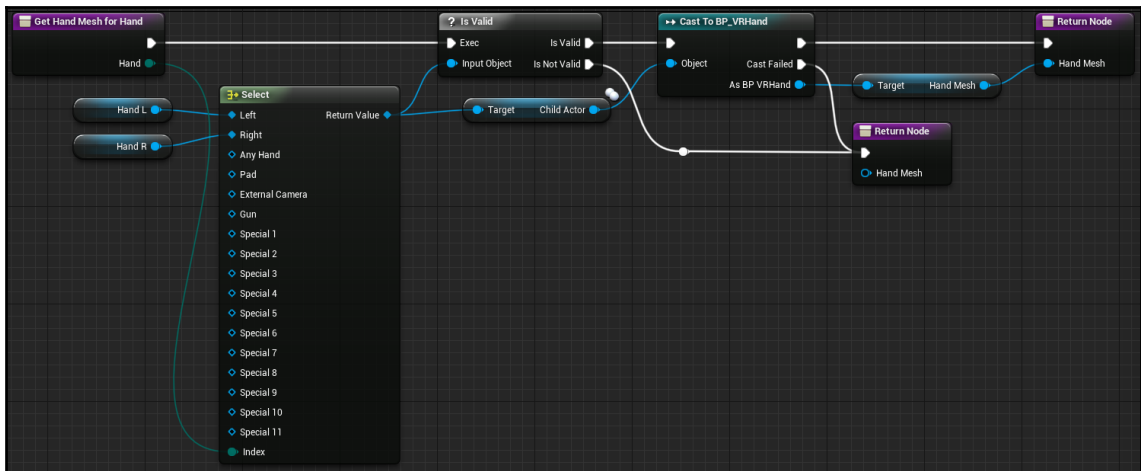 Get Hand Mesh for Hand
Hand
Hand L
Hand R
Select
Left
Return Value
Right
Any Hand
Pad
External Camera
Gun
Special 1
Special 2
Special 3
Special 4
Special 5
Special 6
Special 7
Special 8
Special 9
Special 10
Special 11
Index
? Is Valid
Exec
Is Valid
Input Object
Is Not Valid
Target
Child Actor
Cast To BP_VRHand
Object
Cast Failed
As BP VRHand
Target
Hand Mesh
Return Node
Hand Mesh
Return Node
Hand Mesh